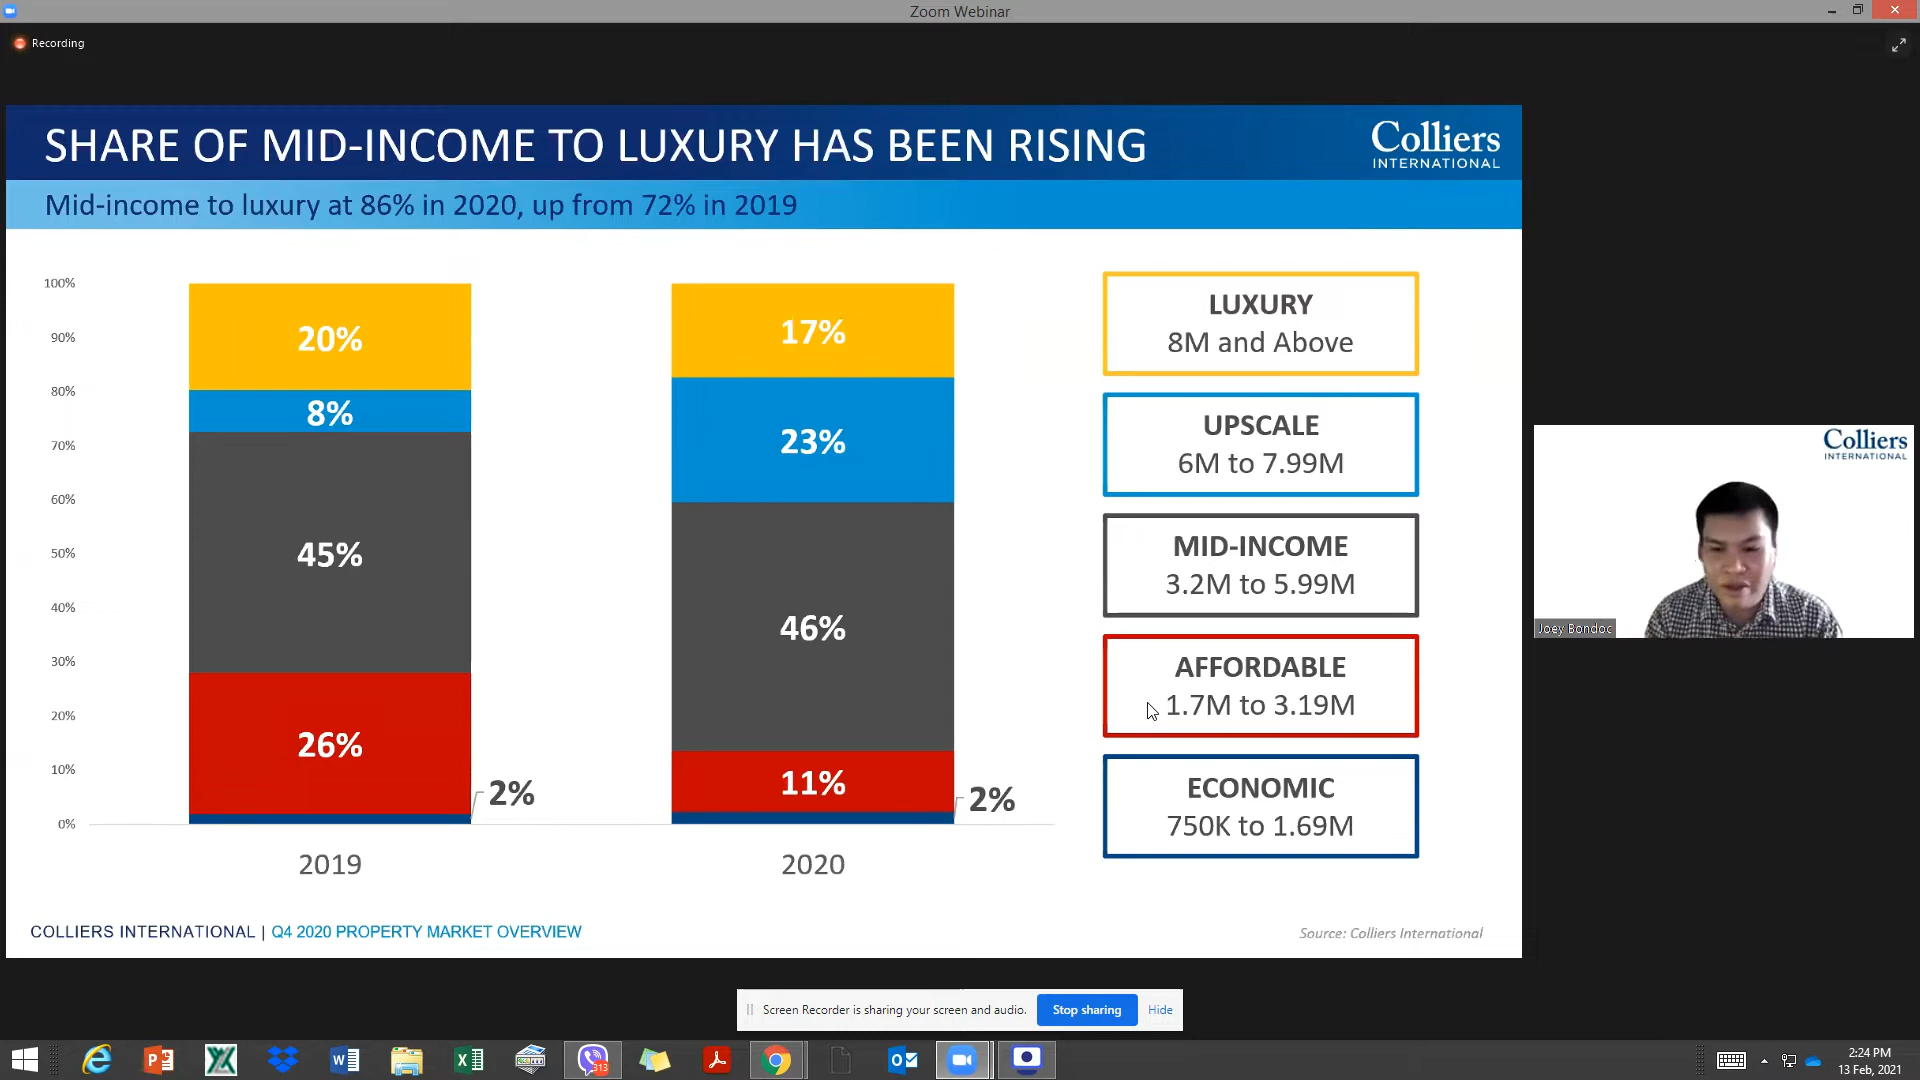 Zoom Webinar
Recording
SHARE OF MID-INCOME TO LUXURY HAS BEEN RISING
Colliers
INTERNATIONAL
Mid-income to luxury at 86% in 2020, up from 72% in 2019
100%
90%
80%
70%
60%
50%
40%
30%
20%
10%
0%
20%
8%
45%
26%
2%
2019
17%
23%
46%
11%
2%
2020
LUXURY
8M and Above
UPSCALE
6M to 7.99M
MID-INCOME
3.2M to 5.99M
AFFORDABLE
1.7M to 3.19M
ECONOMIC
750K to 1.69M
COLLIERS INTERNATIONAL | Q4 2020 PROPERTY MARKET OVERVIEW
Source: Colliers International
Colliers
INTERNATIONAL
Joey Bondoc
Screen Recorder is sharing your screen and audio.
Stop sharing
Hide
313
2:24 PM
13 Feb, 2021